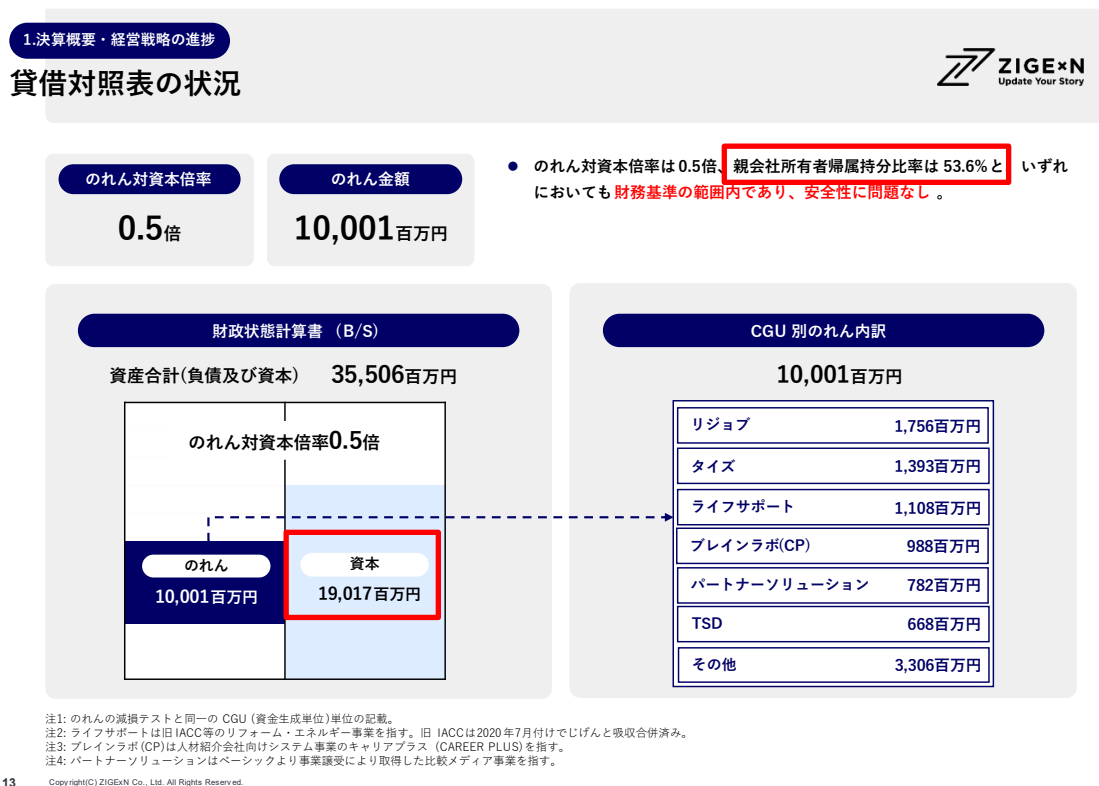 1.決算概要・経営戦略の進捗
貸借対照表の状況
ZIGE×N
Update Your Story
のれん対資本倍率
0.5倍
のれん金額
10,001百万円
● のれん対資本倍率は0.5倍、親会社所有者帰属持分比率は 53.6%と いずれ
においても財務基準の範囲内であり、安全性に問題なし 。
財政状態計算書 （B/S）
資産合計(負債及び資本) 35,506百万円
のれん対資本倍率0.5倍
のれん
10,001百万円
資本
19,017百万円
CGU 別のれん内訳
10,001百万円
リジョブ 1,756百万円
タイズ 1,393百万円
ライフサポート 1,108百万円
ブレインラボ(CP) 988百万円
パートナーソリューション 782百万円
TSD 668百万円
その他 3,306百万円
注1: のれんの減損テストと同一の CGU (資金生成単位)単位の記載。
注2: ライフサポートは旧IACC等のリフォーム・エネルギー事業を指す。旧 IACCは2020年7月付けでじげんと吸収合併済み。
注3: ブレインラボ(CP)は人材紹介会社向けシステム事業のキャリアプラス（CAREER PLUS)を指す。
注4: パートナーソリューションはベーシックより事業譲受により取得した比較メディア事業を指す。
13 Copyright(C) ZIGExN Co., Ltd. All Rights Reserved.